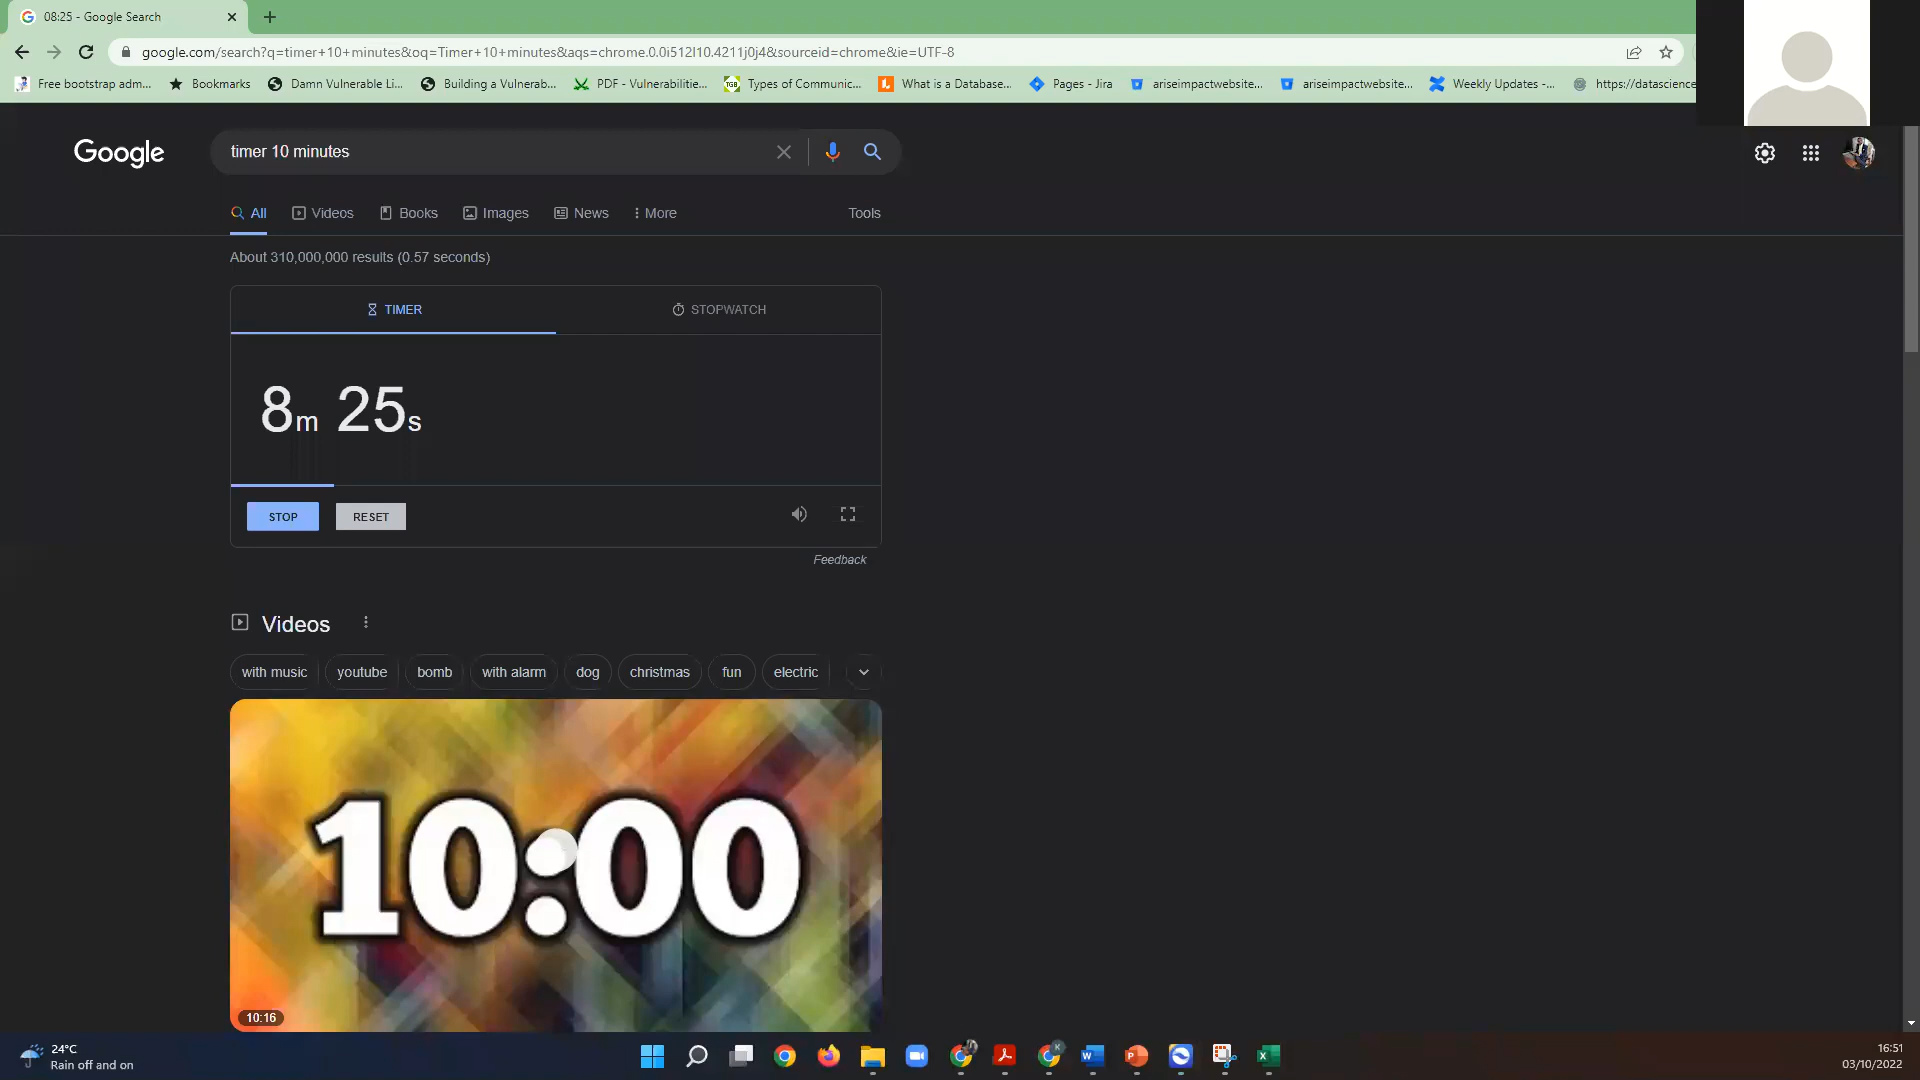 08:25 - Google Search
google.com/search?q=timer+10+minutes&oq=Timer+10+minutes&aqs=chrome.0.0i512l10.4211j0j4&sourceid=chrome&ie=UTF-8
Free bootstrap adm... Bookmarks Damn Vulnerable Li... Building a Vulnerab... PDF - Vulnerabilitie... Types of Communic... What is a Database... Pages - Jira ariseimpactwebsite... ariseimpactwebsite... Weekly Updates -... https://datascience
Google
timer 10 minutes
All Videos Books Images News More Tools
About 310,000,000 results (0.57 seconds)
TIMER STOPWATCH
8m 25s
STOP RESET
Feedback
Videos
with music youtube bomb with alarm dog christmas fun electric
10:00
10:16
24°C
Rain off and on
16:51
03/10/2022